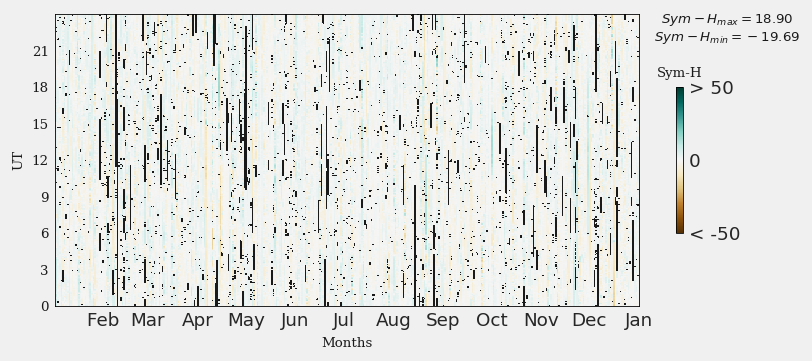 Sym-H_max = 18.90
Sym-H_min = -19.69
Sym-H
> 50
0
< -50
21
18
15
12
9
6
3
0
UT
Feb Mar Apr May Jun Jul Aug Sep Oct Nov Dec Jan
Months